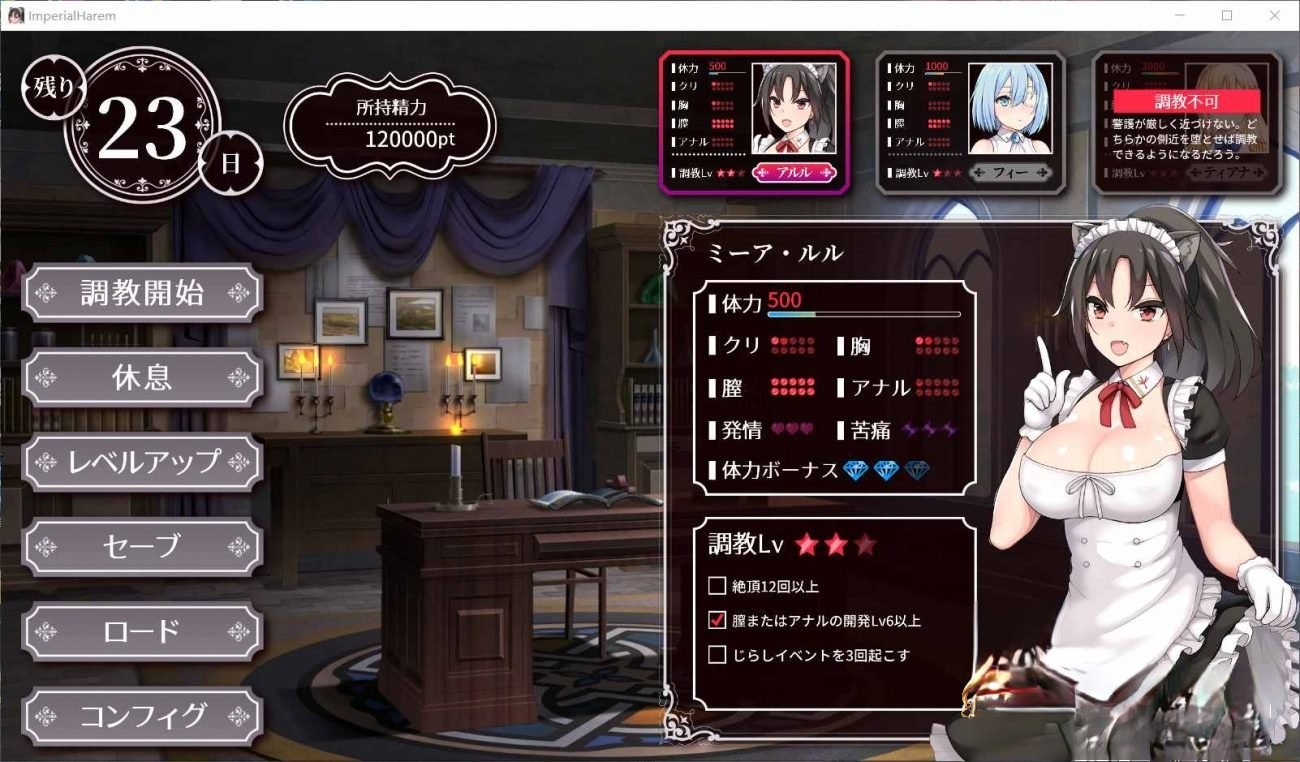 ImperialHarem
残り
23
日
所持精力
120000pt
体力 500
クリ
胸
膣
アナル
調教Lv
アルル
体力 1000
クリ
胸
膣
アナル
調教Lv
フィー
体力 2000
クリ
調教不可
警護が厳しく近づけない。ど
ちらかの側近を堕とせば調教
できるようになるだろう。
調教Lv
ティアナ
調教開始
休息
レベルアップ
セーブ
ロード
コンフィグ
ミーア・ルル
体力 500
クリ 胸
膣 アナル
発情 苦痛
体力ボーナス
調教Lv
絶頂12回以上
膣またはアナルの開発Lv6以上
じらしイベントを3回起こす